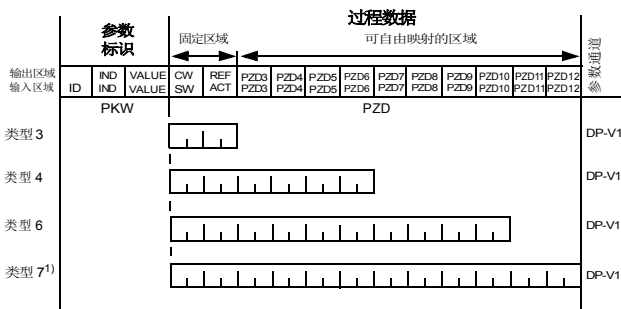 参数
标识
过程数据
固定区域
可自由映射的区域
参数通道
输出区域
输入区域
ID
IND VALUE CW REF PZD3 PZD4 PZD5 PZD6 PZD7 PZD8 PZD9 PZD10 PZD11 PZD12
IND VALUE SW ACT PZD3 PZD4 PZD5 PZD6 PZD7 PZD8 PZD9 PZD10 PZD11 PZD12
PKW PZD
类型3 DP-V1
类型 4 DP-V1
类型 6 DP-V1
类型 7¹⁾ DP-V1